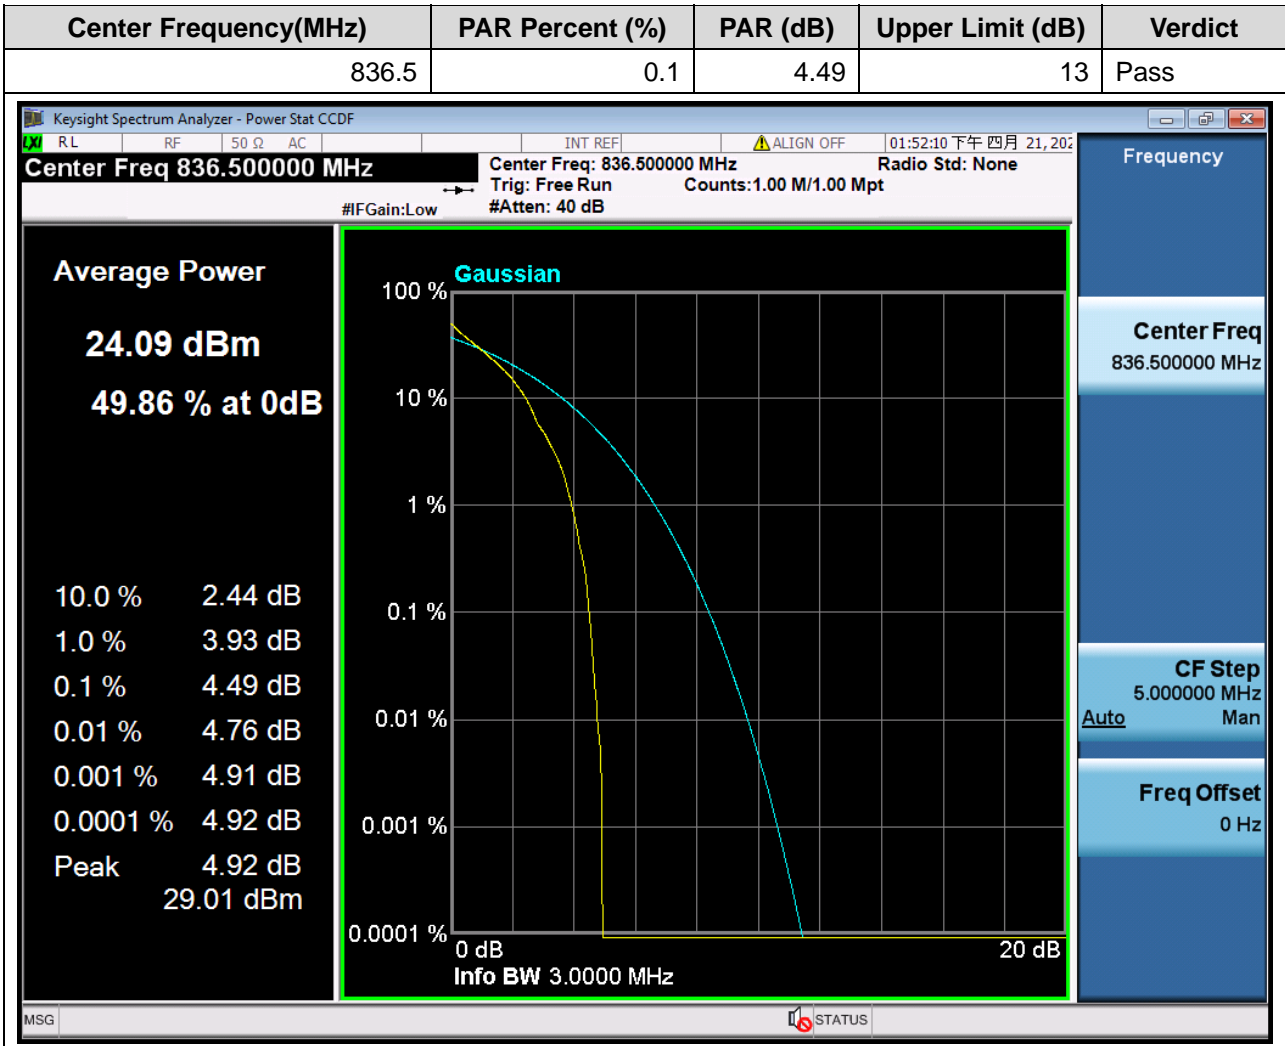 Center Frequency(MHz) PAR Percent (%) PAR (dB) Upper Limit (dB) Verdict
836.5 0.1 4.49 13 Pass
Keysight Spectrum Analyzer - Power Stat CCDF
LXI RL RF 50 Ω AC INT REF ALIGN OFF 01:52:10 下午 四月 21, 202
Center Freq 836.500000 MHz
Center Freq: 836.500000 MHz Radio Std: None
Trig: Free Run Counts:1.00 M/1.00 Mpt
#IFGain:Low #Atten: 40 dB
Average Power
24.09 dBm
49.86 % at 0dB
10.0 % 2.44 dB
1.0 % 3.93 dB
0.1 % 4.49 dB
0.01 % 4.76 dB
0.001 % 4.91 dB
0.0001 % 4.92 dB
Peak 4.92 dB
29.01 dBm
Gaussian
100 %
10 %
1 %
0.1 %
0.01 %
0.001 %
0.0001 %
0 dB 20 dB
Info BW 3.0000 MHz
Frequency
Center Freq
836.500000 MHz
CF Step
5.000000 MHz
Auto Man
Freq Offset
0 Hz
MSG STATUS